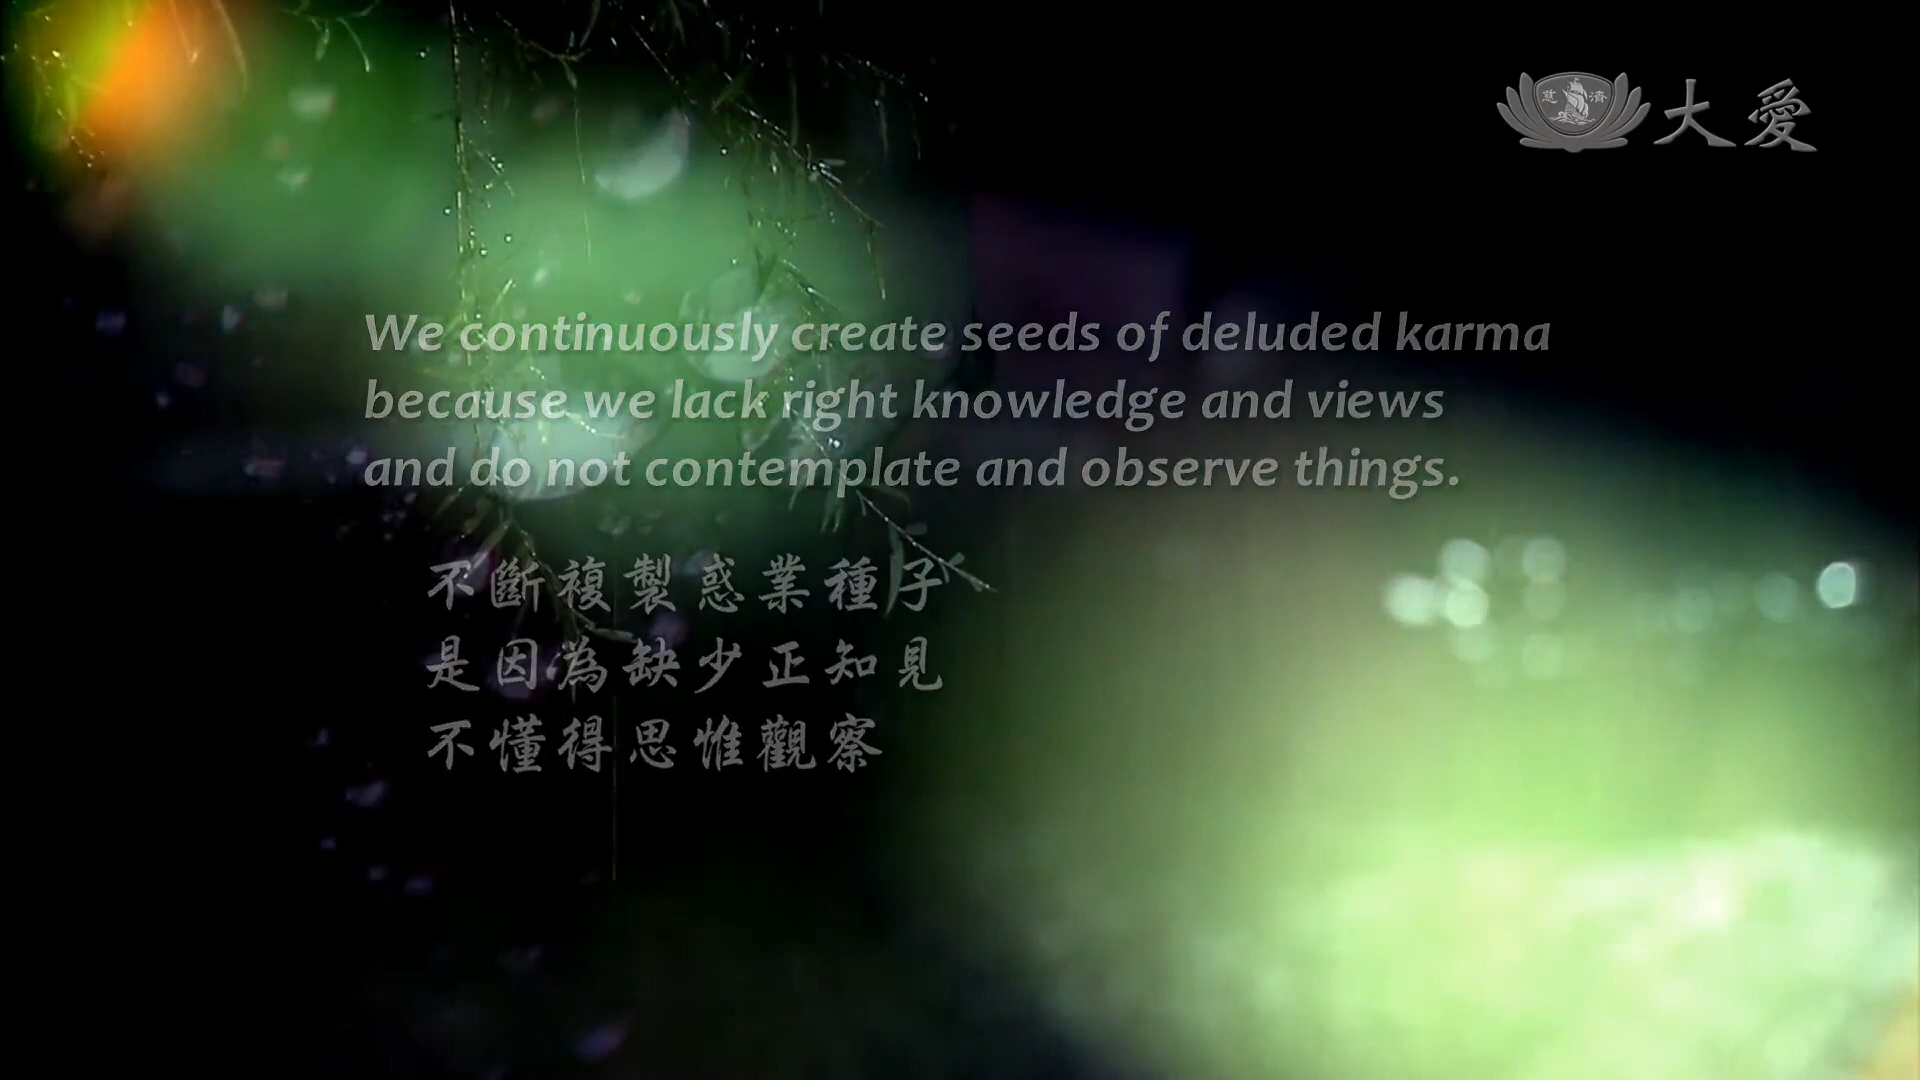 慈濟 大愛
We continuously create seeds of deluded karma
because we lack right knowledge and views
and do not contemplate and observe things.
不斷複製惑業種子
是因為缺少正知見
不懂得思惟觀察